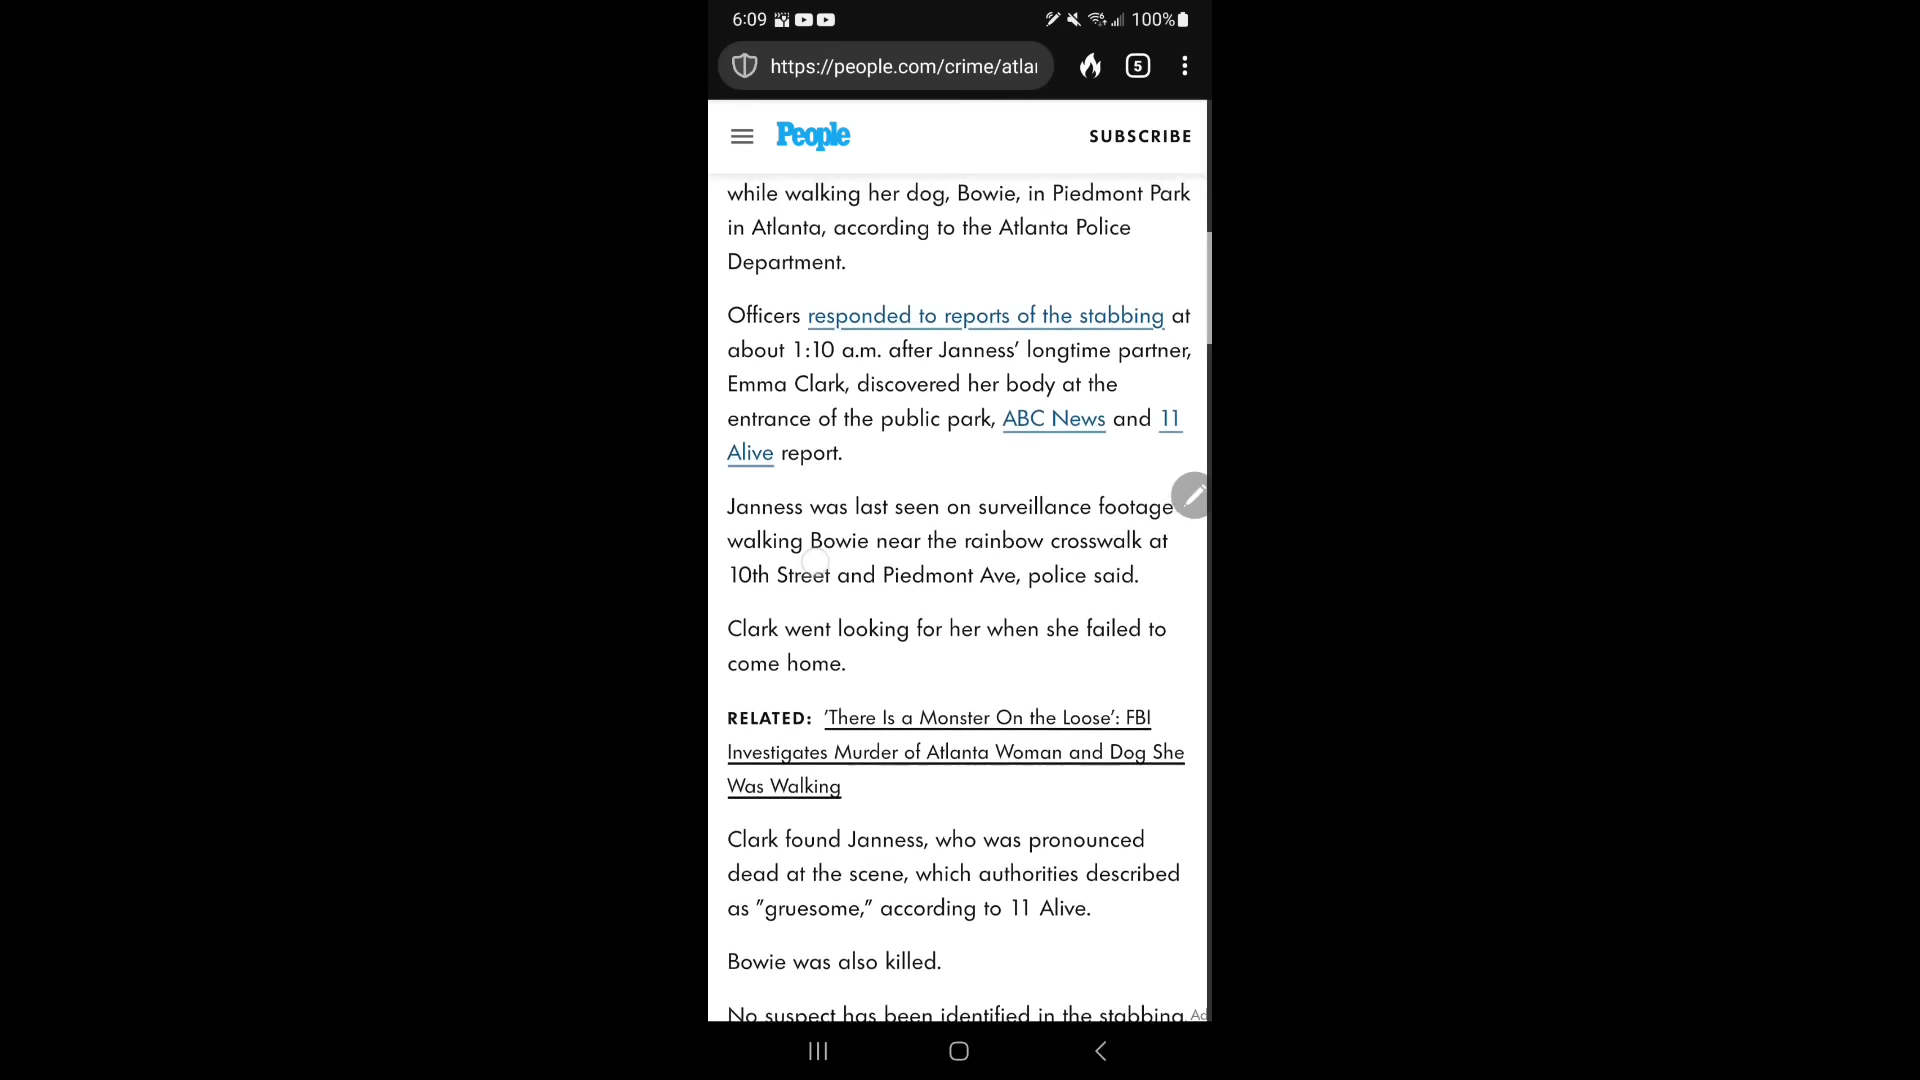 6:09 100%
https://people.com/crime/atla 5
People SUBSCRIBE
while walking her dog, Bowie, in Piedmont Park
in Atlanta, according to the Atlanta Police
Department.
Officers responded to reports of the stabbing at
about 1:10 a.m. after Janness’ longtime partner,
Emma Clark, discovered her body at the
entrance of the public park, ABC News and 11
Alive report.
Janness was last seen on surveillance footage
walking Bowie near the rainbow crosswalk at
10th Street and Piedmont Ave, police said.
Clark went looking for her when she failed to
come home.
RELATED: 'There Is a Monster On the Loose': FBI
Investigates Murder of Atlanta Woman and Dog She
Was Walking
Clark found Janness, who was pronounced
dead at the scene, which authorities described
as "gruesome," according to 11 Alive.
Bowie was also killed.
No suspect has been identified in the stabbing. Ad